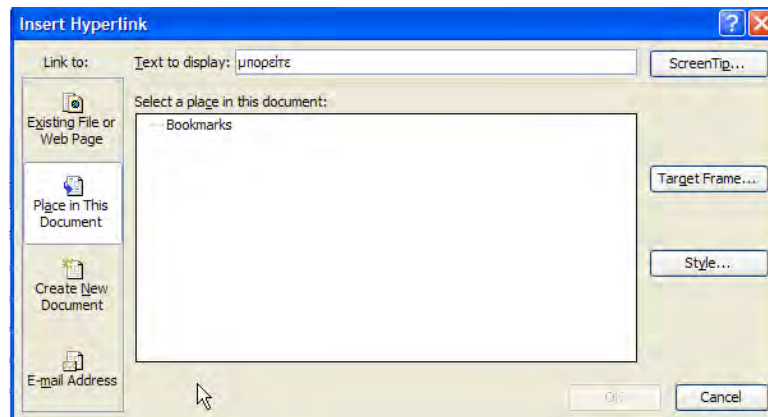 Insert Hyperlink
Link to:
Text to display: μπορείτε
ScreenTip...
Select a place in this document:
Bookmarks
Existing File or
Web Page
Place in This
Document
Target Frame...
Create New
Document
Style...
E-mail Address
OK
Cancel